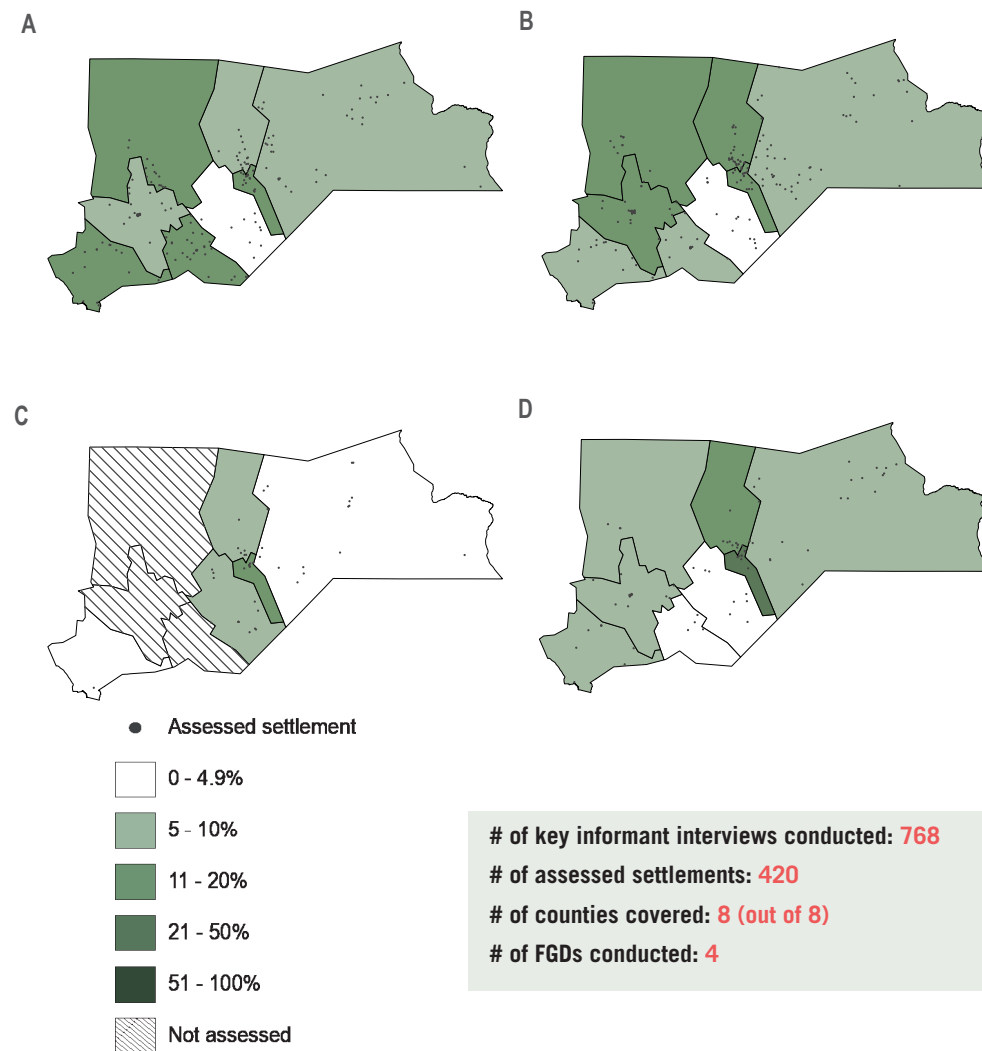 A
B
C
D
Assessed settlement
0 - 4.9%
5 - 10%
11 - 20%
21 - 50%
51 - 100%
Not assessed
# of key informant interviews conducted: 768
# of assessed settlements: 420
# of counties covered: 8 (out of 8)
# of FGDs conducted: 4